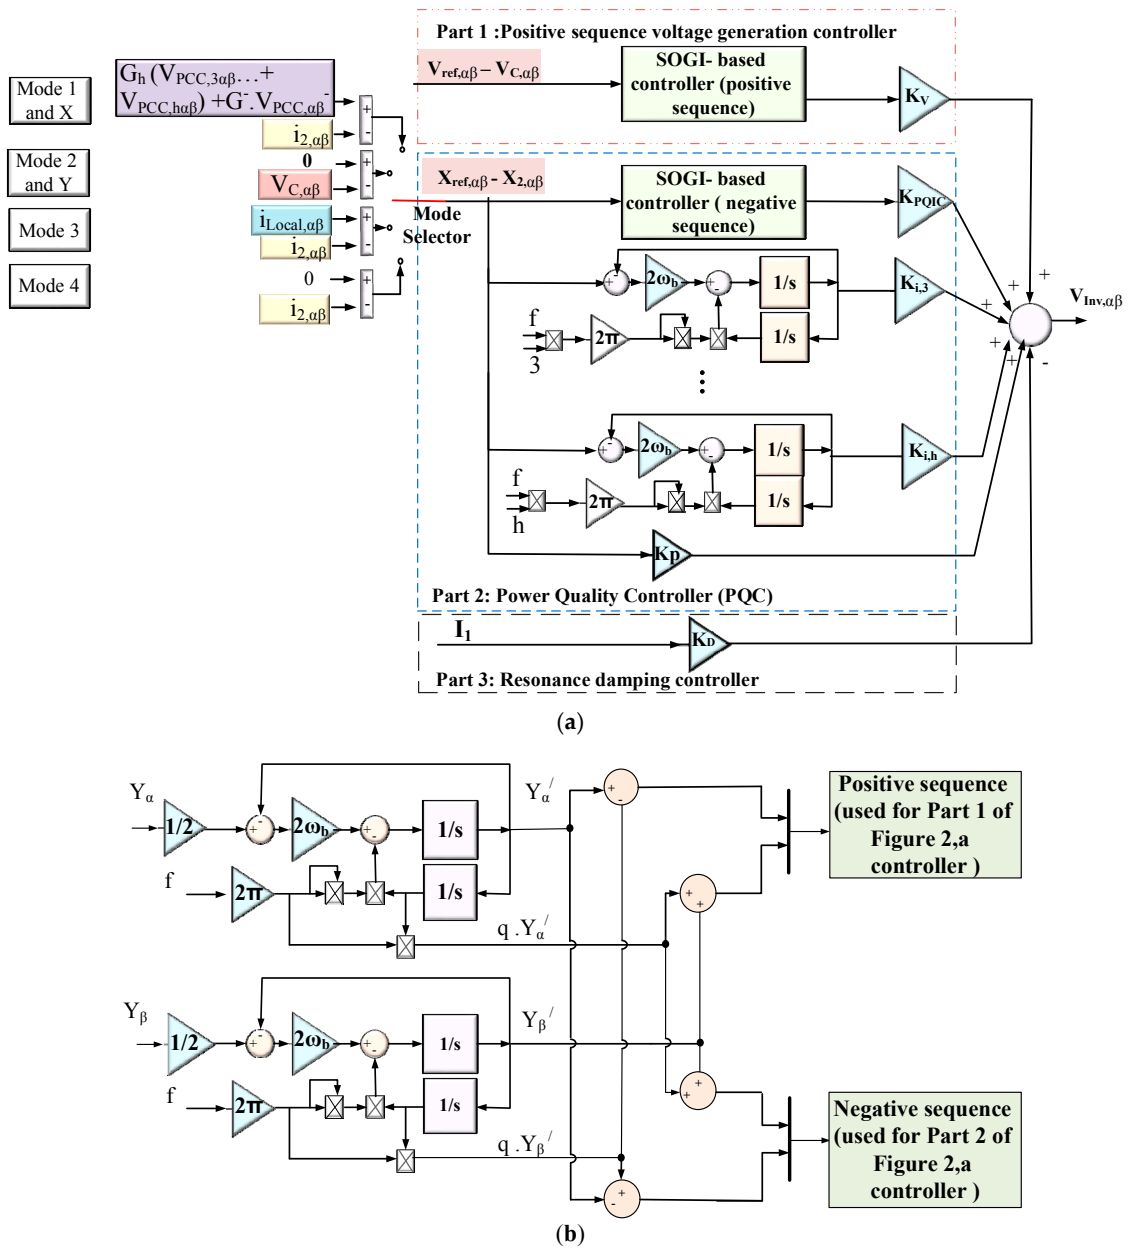 Part 1 :Positive sequence voltage generation controller
Mode 1
and X
Mode 2
and Y
Mode 3
Mode 4
Gh (VPCC,3αβ…+
VPCC,hαβ) +G-.VPCC,αβ-
i2,αβ
0
VC,αβ
iLocal,αβ
i2,αβ
0
i2,αβ
+
-
+
-
+
-
+
-
Mode
Selector
Vref,αβ – VC,αβ
SOGI- based
controller (positive
sequence)
KV
Xref,αβ - X2,αβ
SOGI- based
controller ( negative
sequence)
KPQIC
+
-
2ωb
+
-
1/s
Ki,3
f
3
2π
1/s
+
-
2ωb
+
-
1/s
Ki,h
f
h
2π
1/s
Kp
+
+
+
+
+
-
VInv,αβ
Part 2: Power Quality Controller (PQC)
I1
KD
Part 3: Resonance damping controller
(a)
Yα
1/2
+
-
2ωb
+
-
1/s
Yα/
f
2π
1/s
q .Yα/
Yβ
1/2
+
-
2ωb
+
-
1/s
Yβ/
f
2π
1/s
q .Yβ/
+
-
+
+
+
+
+
-
Positive sequence
(used for Part 1 of
Figure 2,a
controller )
Negative sequence
(used for Part 2 of
Figure 2,a
controller )
(b)